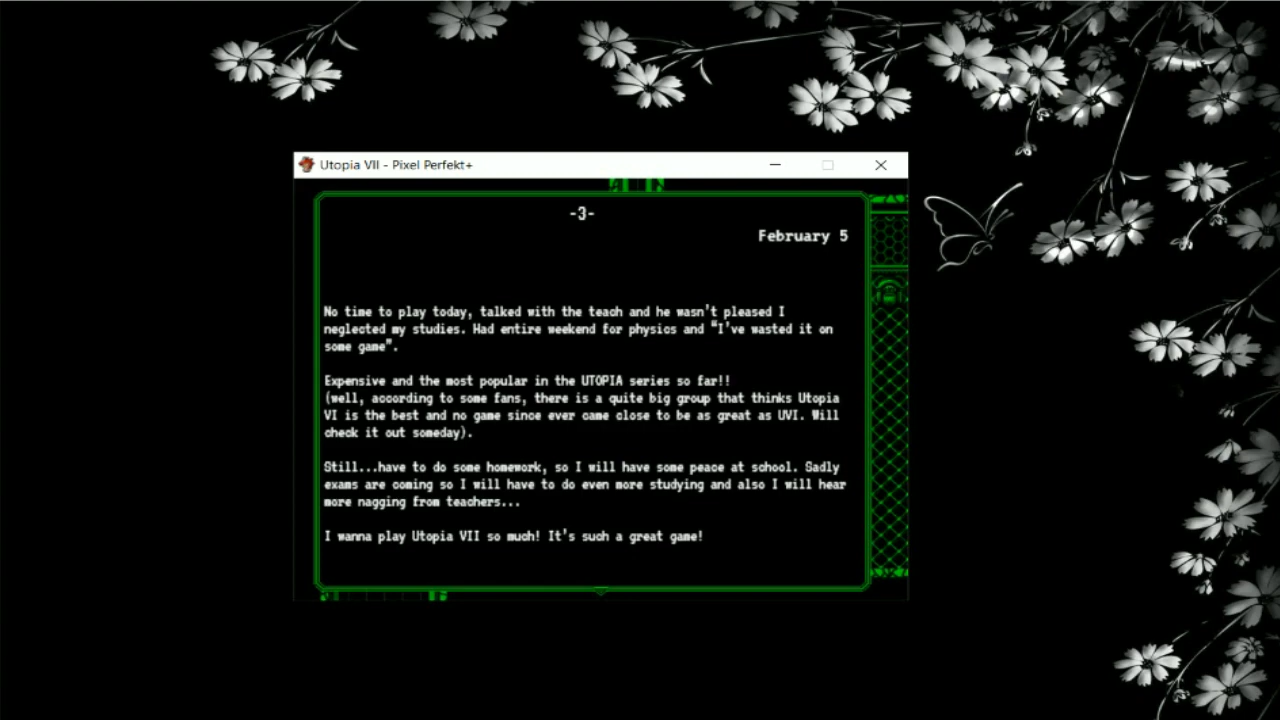 Utopia VII - Pixel Perfekt+
-3-
February 5
No time to play today, talked with the teach and he wasn't pleased I
neglected my studies. Had entire weekend for physics and "I've wasted it on
some game".
Expensive and the most popular in the UTOPIA series so far!!
(well, according to some fans, there is a quite big group that thinks Utopia
VI is the best and no game since ever came close to be as great as UVI. Will
check it out someday).
Still...have to do some homework, so I will have some peace at school. Sadly
exams are coming so I will have to do even more studying and also I will hear
more nagging from teachers...
I wanna play Utopia VII so much! It's such a great game!